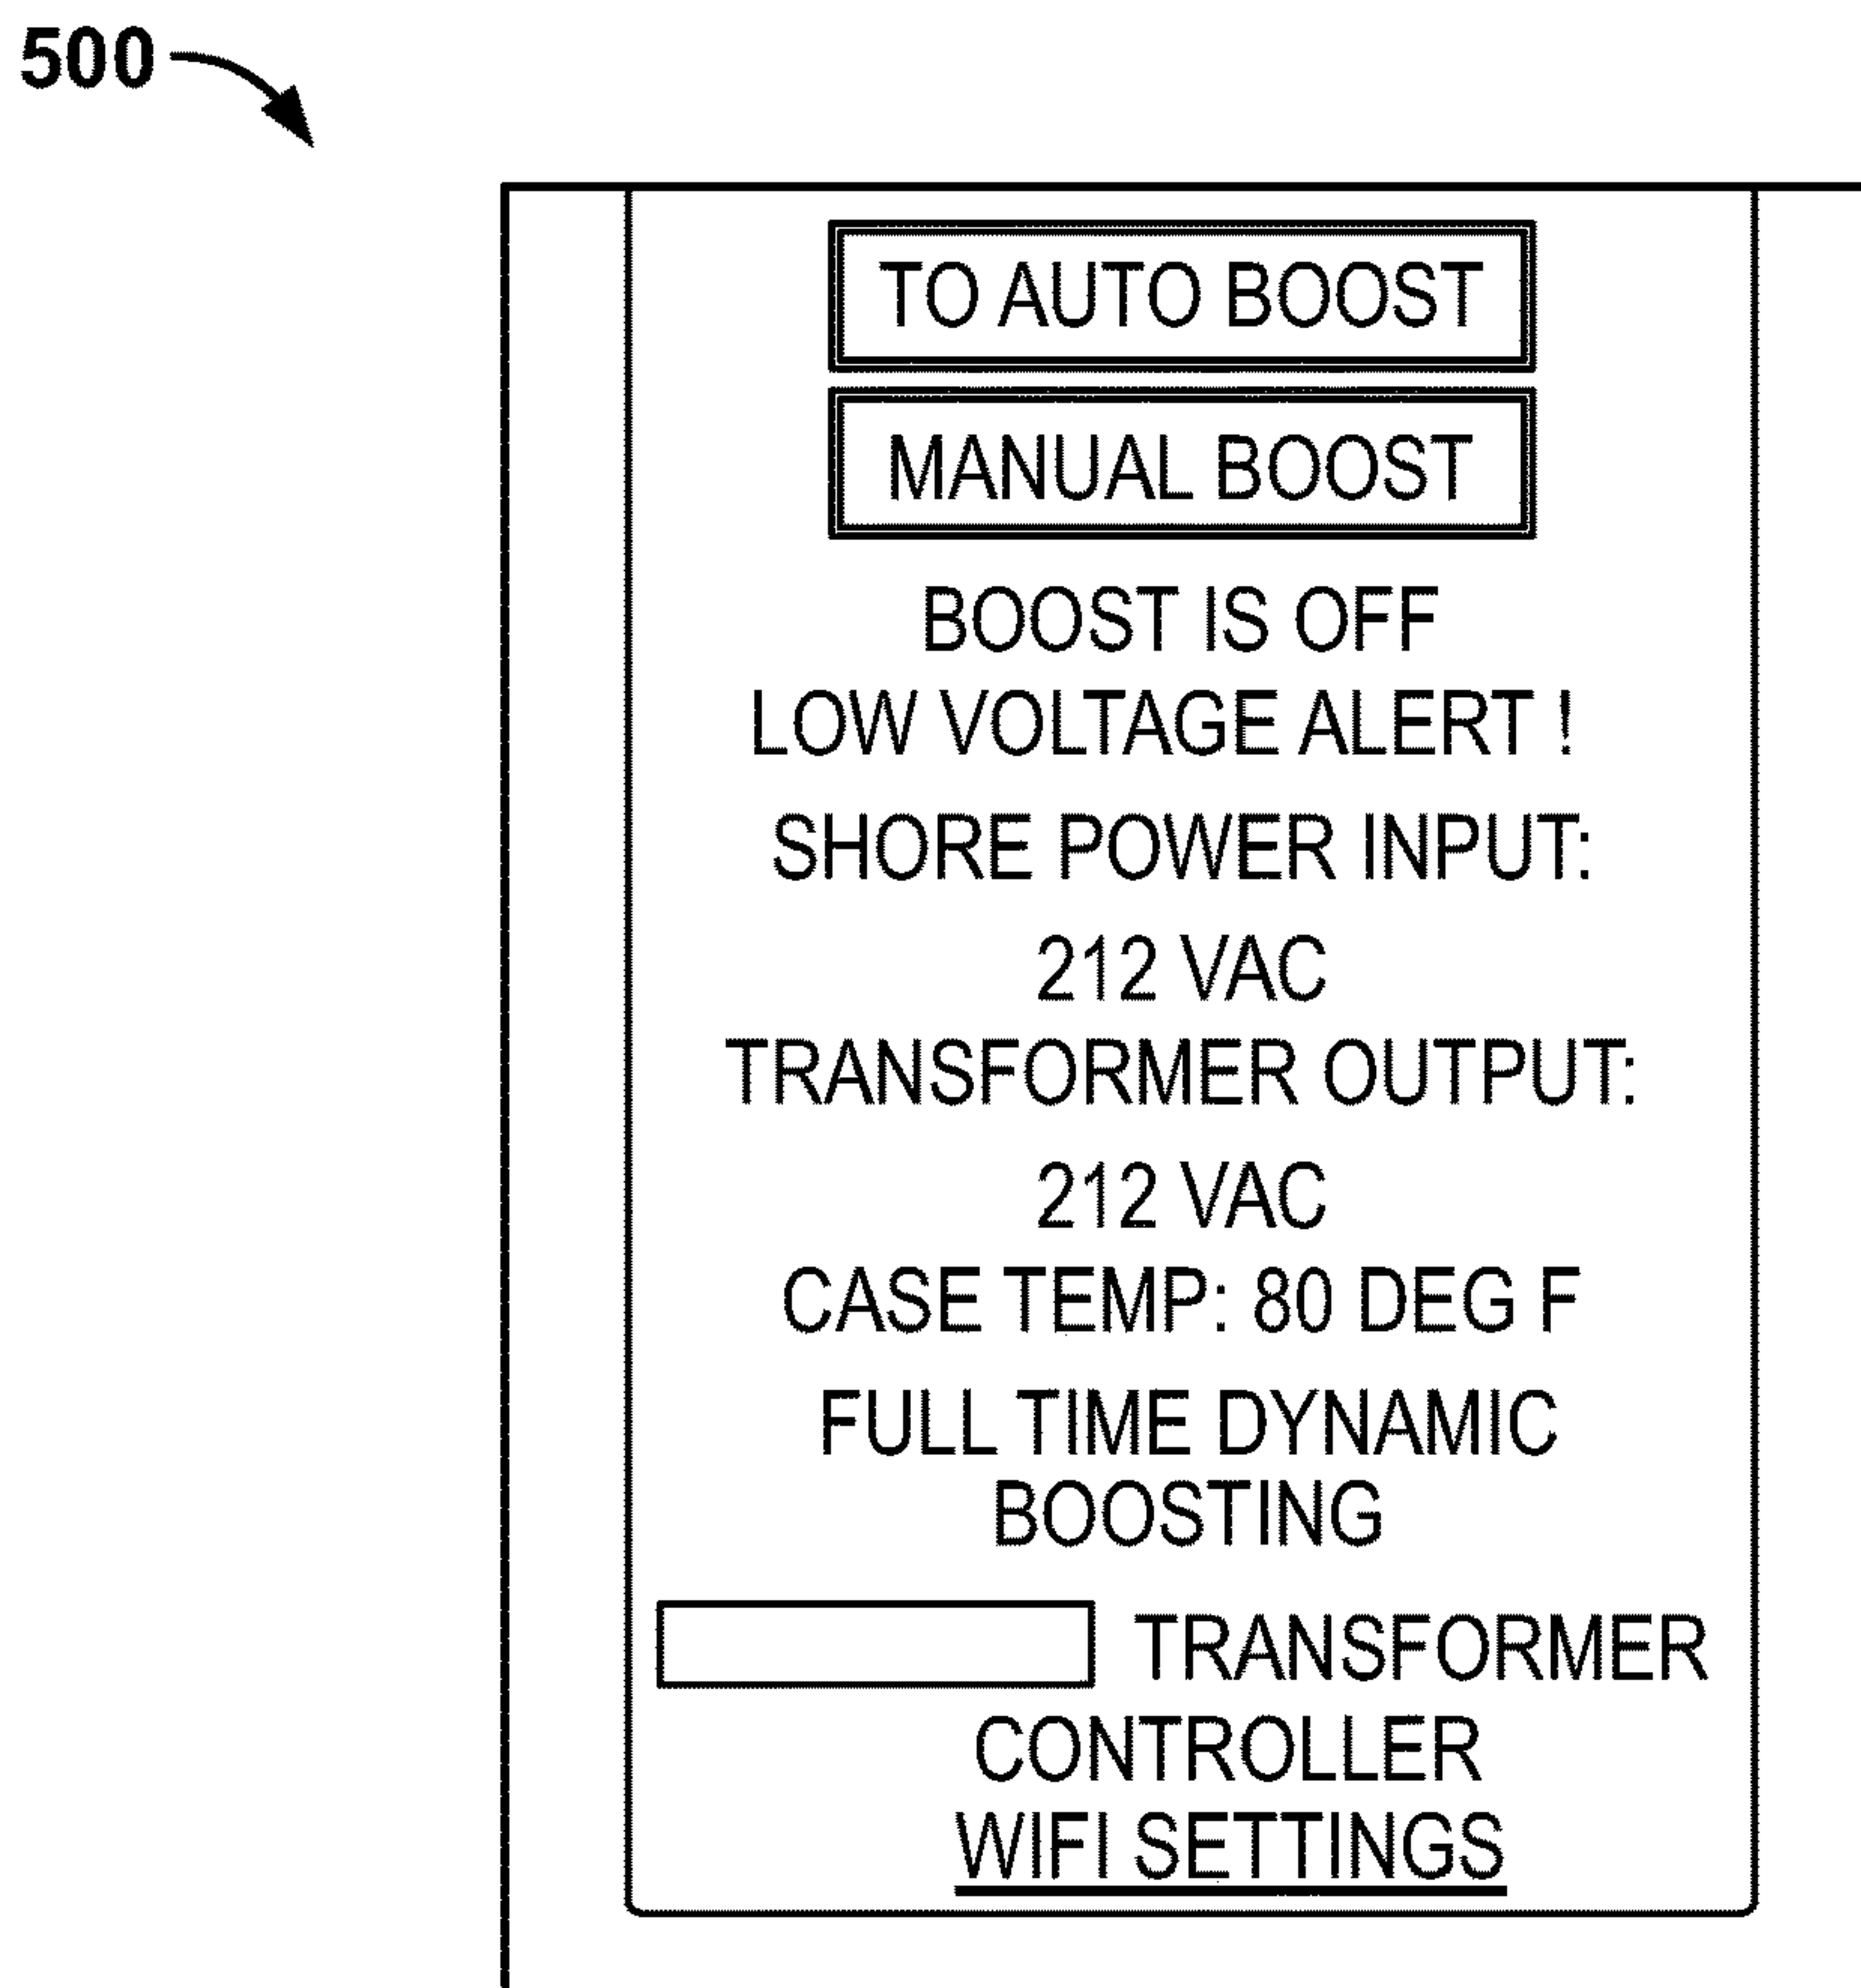 500
TO AUTO BOOST
MANUAL BOOST
BOOST IS OFF
LOW VOLTAGE ALERT !
SHORE POWER INPUT:
212 VAC
TRANSFORMER OUTPUT:
212 VAC
CASE TEMP: 80 DEG F
FULL TIME DYNAMIC
BOOSTING
TRANSFORMER
CONTROLLER
WIFI SETTINGS